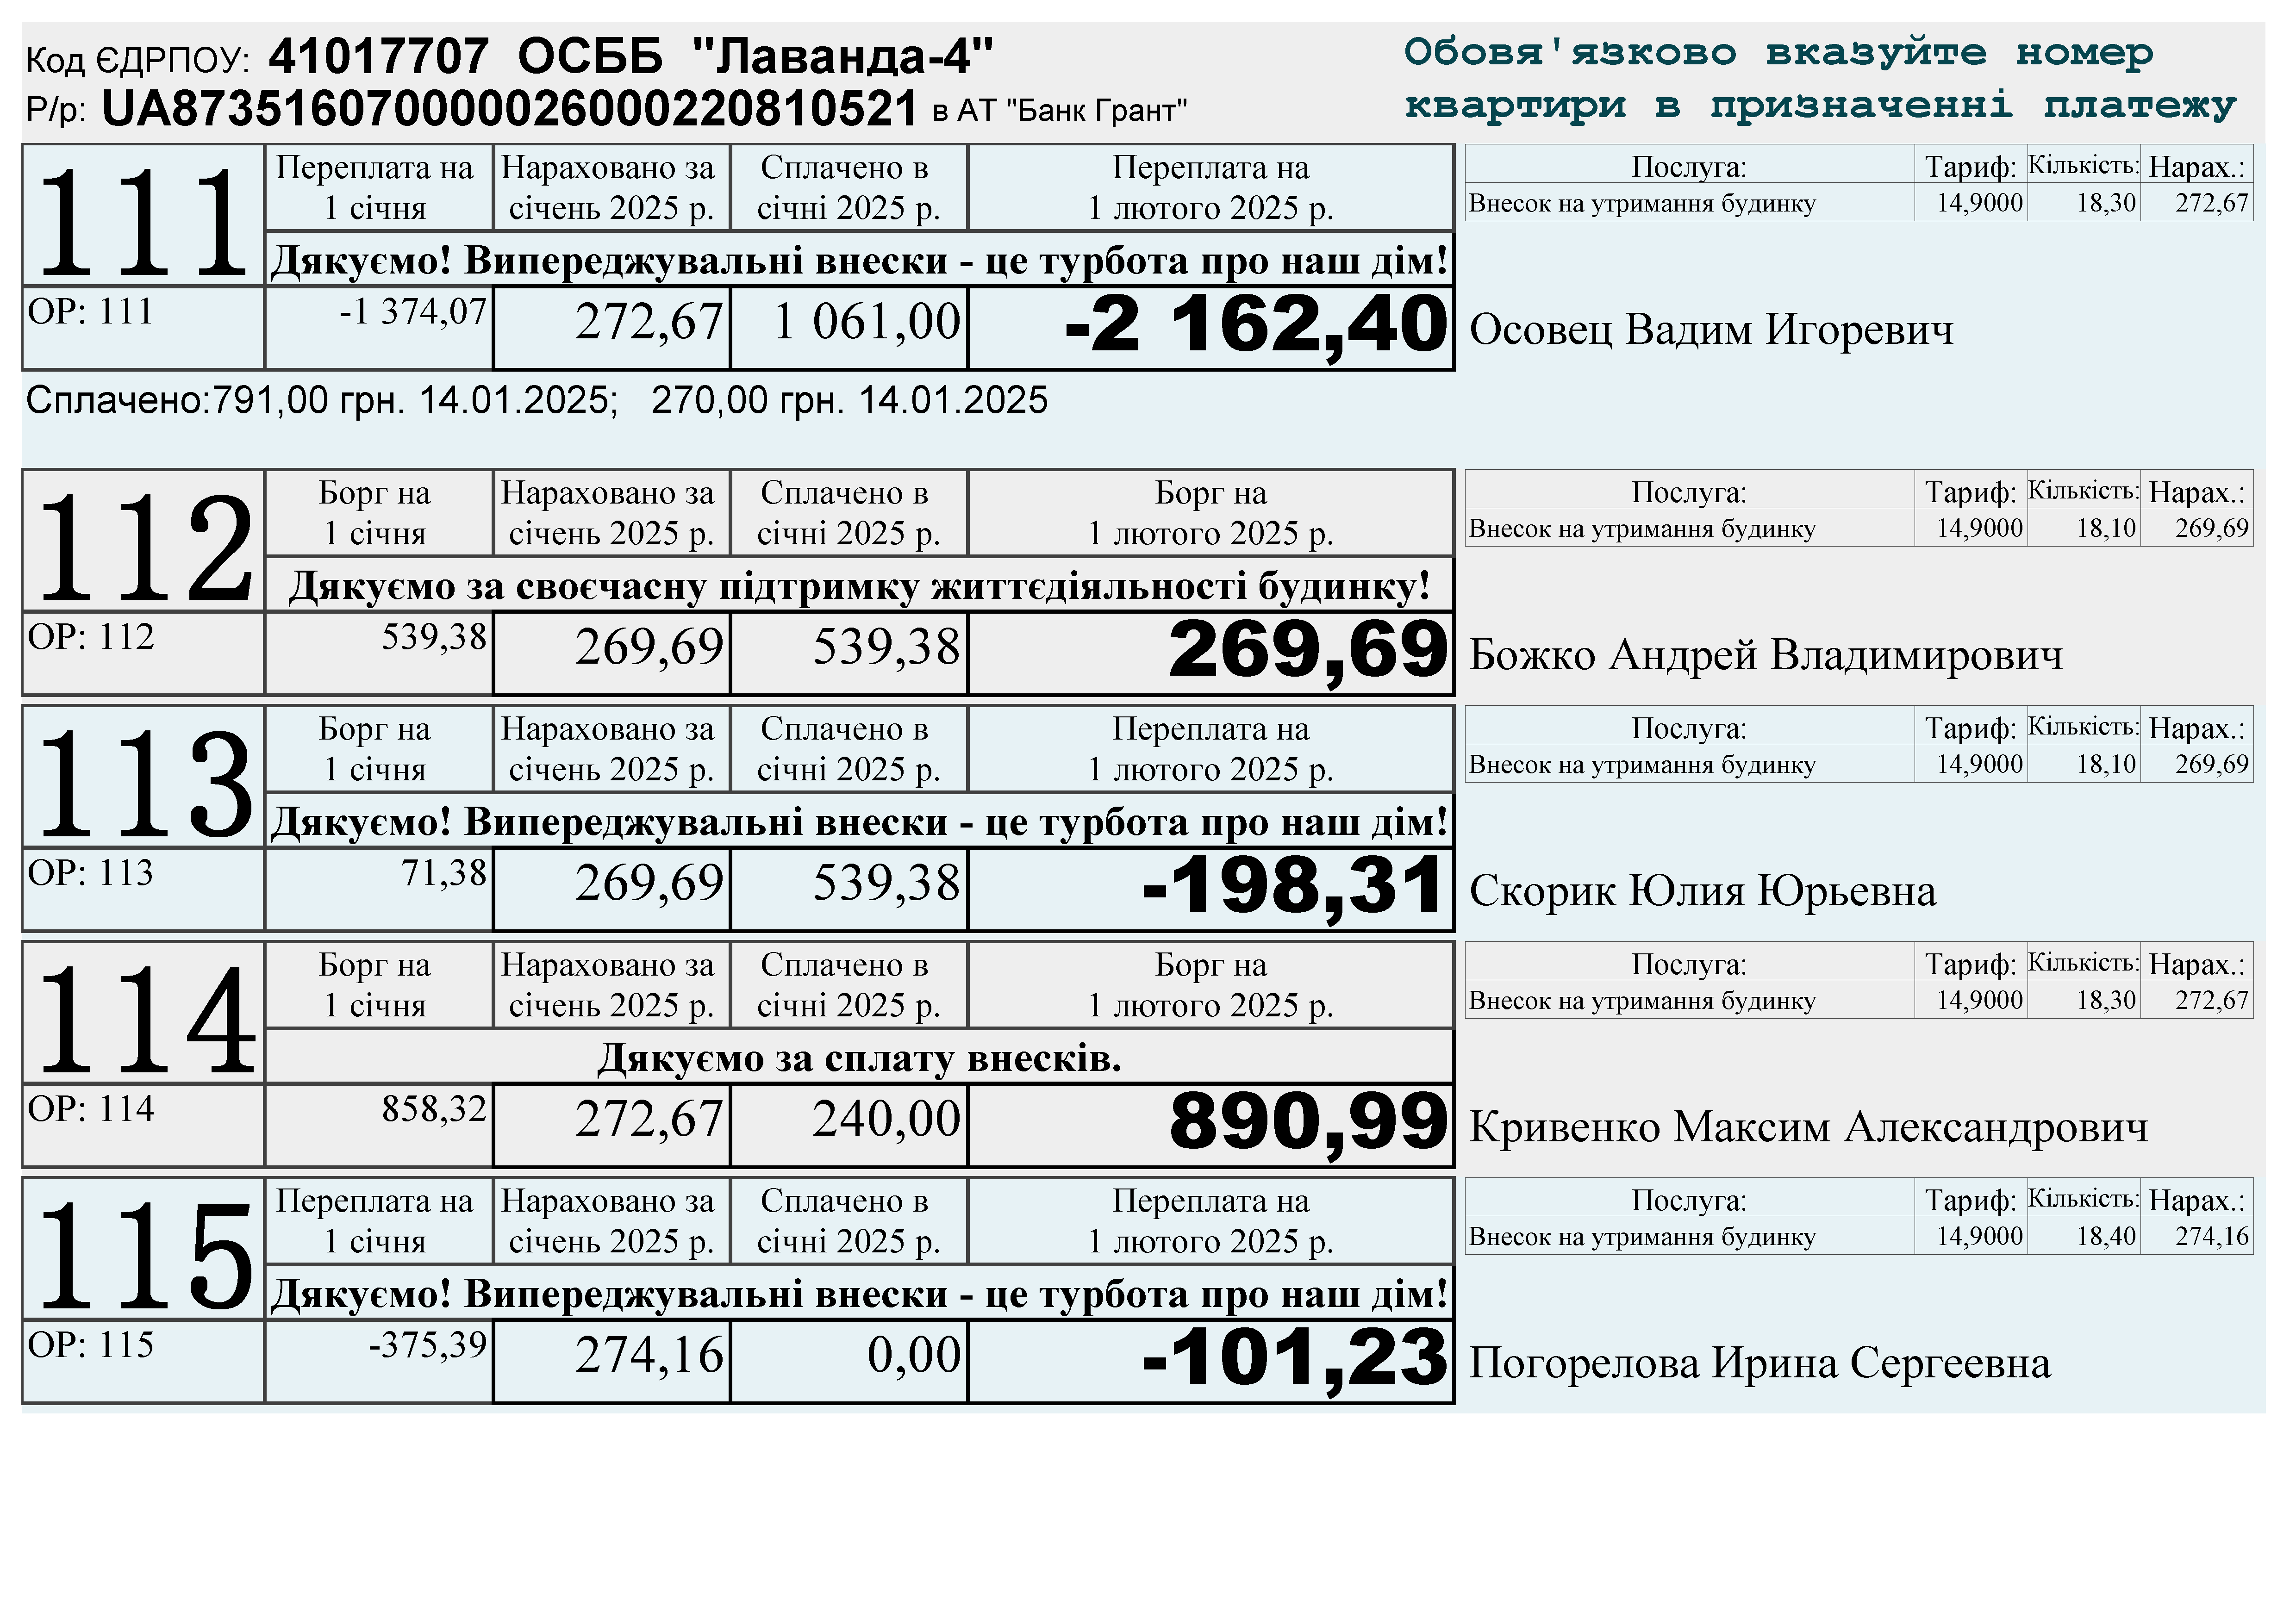 Код ЄДРПОУ: 41017707 ОСББ "Лаванда-4"
Р/р: UA873516070000026000220810521 в АТ "Банк Грант"
Обовя'язково вказуйте номер
квартири в призначенні платежу
111
Переплата на 1 січня
Нараховано за січень 2025 р.
Сплачено в січні 2025 р.
Переплата на 1 лютого 2025 р.
Послуга: Тариф: Кількість: Нарах.:
Внесок на утримання будинку 14,9000 18,30 272,67
Дякуємо! Випереджувальні внески - це турбота про наш дім!
ОР: 111 -1 374,07 272,67 1 061,00 -2 162,40 Осовец Вадим Игоревич
Сплачено:791,00 грн. 14.01.2025; 270,00 грн. 14.01.2025
112
Борг на 1 січня
Нараховано за січень 2025 р.
Сплачено в січні 2025 р.
Борг на 1 лютого 2025 р.
Послуга: Тариф: Кількість: Нарах.:
Внесок на утримання будинку 14,9000 18,10 269,69
Дякуємо за своєчасну підтримку життєдіяльності будинку!
ОР: 112 539,38 269,69 539,38 269,69 Божко Андрей Владимирович
113
Борг на 1 січня
Нараховано за січень 2025 р.
Сплачено в січні 2025 р.
Переплата на 1 лютого 2025 р.
Послуга: Тариф: Кількість: Нарах.:
Внесок на утримання будинку 14,9000 18,10 269,69
Дякуємо! Випереджувальні внески - це турбота про наш дім!
ОР: 113 71,38 269,69 539,38 -198,31 Скорик Юлия Юрьевна
114
Борг на 1 січня
Нараховано за січень 2025 р.
Сплачено в січні 2025 р.
Борг на 1 лютого 2025 р.
Послуга: Тариф: Кількість: Нарах.:
Внесок на утримання будинку 14,9000 18,30 272,67
Дякуємо за сплату внесків.
ОР: 114 858,32 272,67 240,00 890,99 Кривенко Максим Александрович
115
Переплата на 1 січня
Нараховано за січень 2025 р.
Сплачено в січні 2025 р.
Переплата на 1 лютого 2025 р.
Послуга: Тариф: Кількість: Нарах.:
Внесок на утримання будинку 14,9000 18,40 274,16
Дякуємо! Випереджувальні внески - це турбота про наш дім!
ОР: 115 -375,39 274,16 0,00 -101,23 Погорелова Ирина Сергеевна